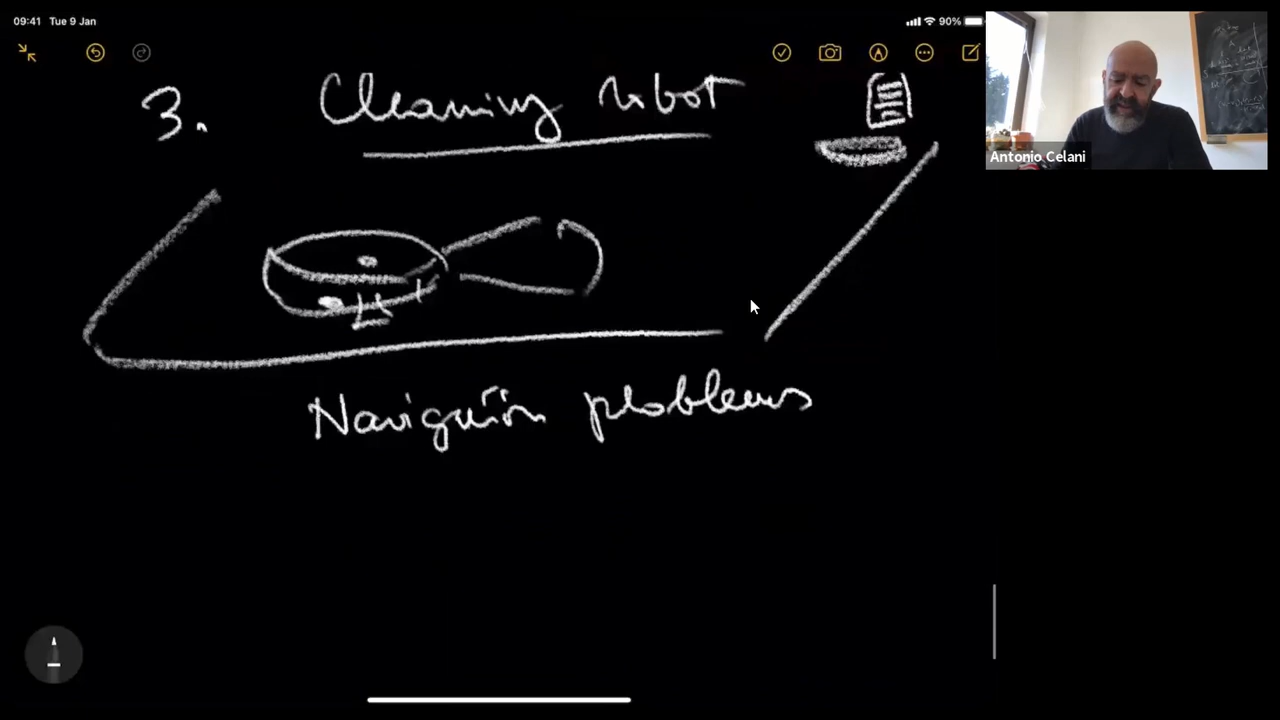 09:41 Tue 9 Jan
90%
3. Cleaning robot
Antonio Celani
Navigation problems